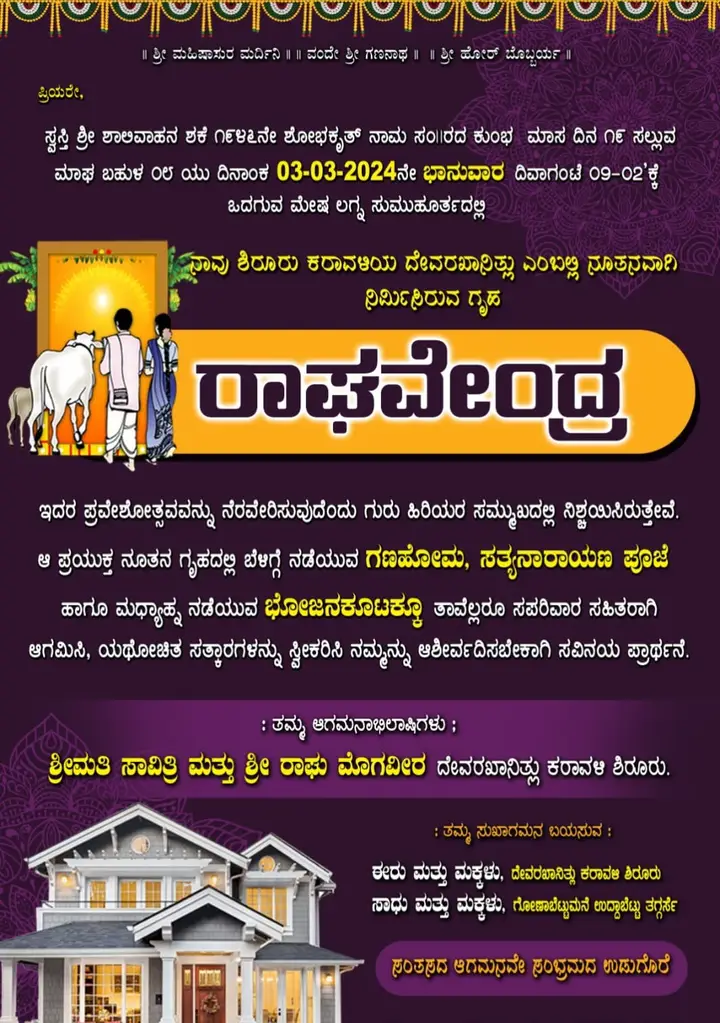 ॥ ಶ್ರೀ ಮಹಿಷಾಸುರ ಮರ್ದಿನಿ ॥ ॥ ವಂದೇ ಶ್ರೀ ಗಣನಾಥ ॥ ॥ ಶ್ರೀ ಹೋರ್ ಬೊಬ್ಬರ್ಯ ॥
ಪ್ರಿಯರೇ,
ಸ್ವಸ್ತಿ ಶ್ರೀ ಶಾಲಿವಾಹನ ಶಕೆ ೧೯೪೬ನೇ ಶೋಭಕೃತ್ ನಾಮ ಸಂ||ರದ ಕುಂಭ ಮಾಸ ದಿನ ೧೯ ಸಲ್ಲುವ
ಮಾಘ ಬಹುಳ ೦೮ ಯು ದಿನಾಂಕ 03-03-2024ನೇ ಭಾನುವಾರ ದಿವಾಗಂಟೆ 09-02'ಕ್ಕೆ
ಒದಗುವ ಮೇಷ ಲಗ್ನ ಸುಮುಹೂರ್ತದಲ್ಲಿ
ನಾವು ಶಿರೂರು ಕರಾವಳಿಯ ದೇವರಖಾನಿತ್ಲು ಎಂಬಲ್ಲಿ ನೂತನವಾಗಿ
ನಿರ್ಮಿಸಿರುವ ಗೃಹ
ರಾಘವೇಂದ್ರ
ಇದರ ಪ್ರವೇಶೋತ್ಸವವನ್ನು ನೆರವೇರಿಸುವುದೆಂದು ಗುರು ಹಿರಿಯರ ಸಮ್ಮುಖದಲ್ಲಿ ನಿಶ್ಚಯಿಸಿರುತ್ತೇವೆ.
ಆ ಪ್ರಯುಕ್ತ ನೂತನ ಗೃಹದಲ್ಲಿ ಬೆಳಗ್ಗೆ ನಡೆಯುವ ಗಣಹೋಮ, ಸತ್ಯನಾರಾಯಣ ಪೂಜೆ
ಹಾಗೂ ಮಧ್ಯಾಹ್ನ ನಡೆಯುವ ಭೋಜನಕೂಟಕ್ಕೂ ತಾವೆಲ್ಲರೂ ಸಪರಿವಾರ ಸಹಿತರಾಗಿ
ಆಗಮಿಸಿ, ಯಥೋಚಿತ ಸತ್ಕಾರಗಳನ್ನು ಸ್ವೀಕರಿಸಿ ನಮ್ಮನ್ನು ಆಶೀರ್ವದಿಸಬೇಕಾಗಿ ಸವಿನಯ ಪ್ರಾರ್ಥನೆ.
: ತಮ್ಮ ಆಗಮನಾಭಿಲಾಷಿಗಳು ;
ಶ್ರೀಮತಿ ಸಾವಿತ್ರಿ ಮತ್ತು ಶ್ರೀ ರಾಘು ಮೊಗವೀರ ದೇವರಖಾನಿತ್ಲು ಕರಾವಳಿ ಶಿರೂರು.
: ತಮ್ಮ ಸುಖಾಗಮನ ಬಯಸುವ :
ಈರು ಮತ್ತು ಮಕ್ಕಳು, ದೇವರಖಾನಿತ್ಲು ಕರಾವಳಿ ಶಿರೂರು
ಸಾಧು ಮತ್ತು ಮಕ್ಕಳು, ಗೋಣಾಬೆಟ್ಟುಮನೆ ಉದ್ದಾಬೆಟ್ಟು ತಗ್ಗರ್ಸೆ
ಸಂತಸದ ಆಗಮನವೇ ಸಂಭ್ರಮದ ಉಡುಗೊರೆ